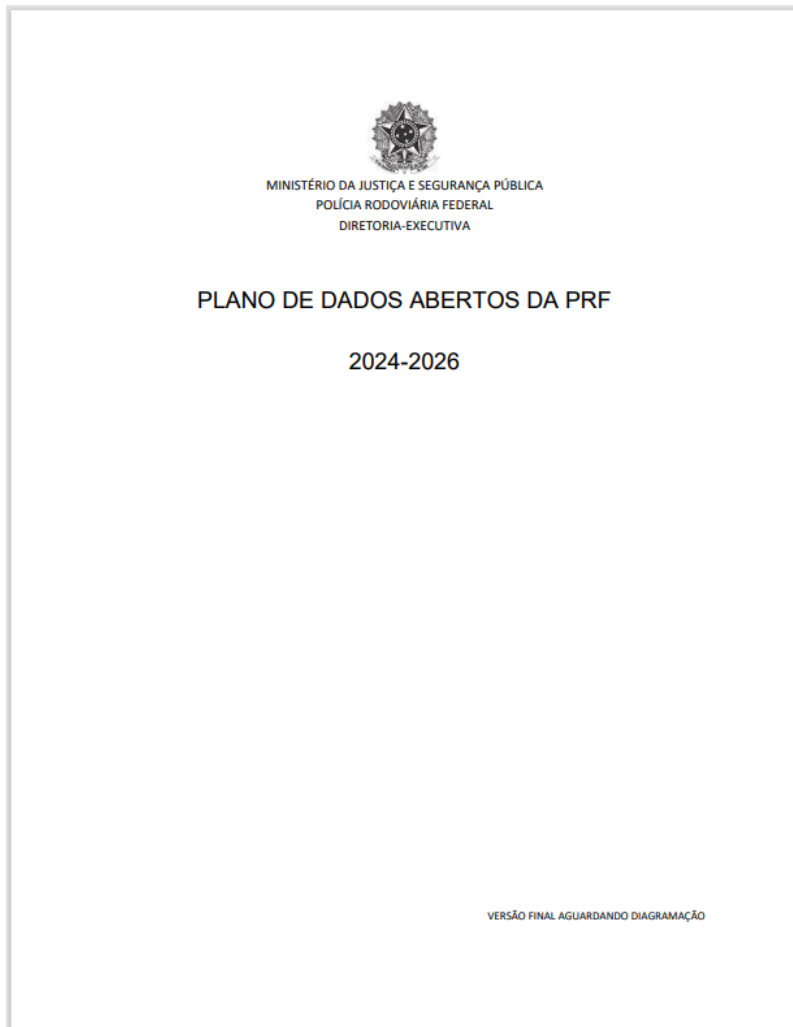 MINISTÉRIO DA JUSTIÇA E SEGURANÇA PÚBLICA
POLÍCIA RODOVIÁRIA FEDERAL
DIRETORIA-EXECUTIVA
PLANO DE DADOS ABERTOS DA PRF
2024-2026
VERSÃO FINAL AGUARDANDO DIAGRAMAÇÃO